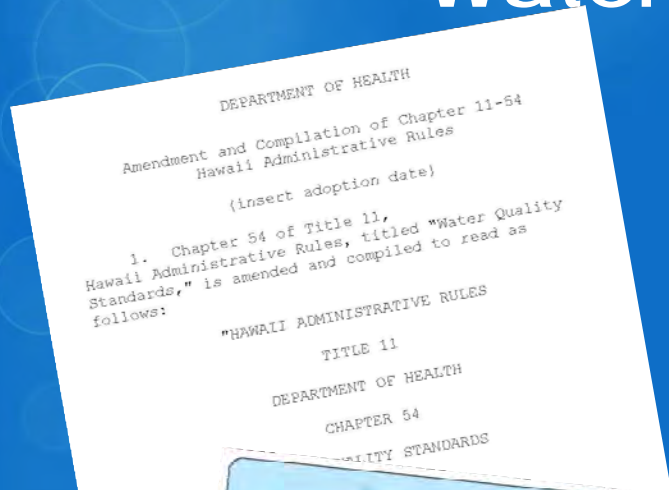 Water
DEPARTMENT OF HEALTH
Amendment and Compilation of Chapter 11-54
Hawaii Administrative Rules
(insert adoption date)
1. Chapter 54 of Title 11,
Hawaii Administrative Rules, titled "Water Quality
Standards," is amended and compiled to read as
follows:
"HAWAII ADMINISTRATIVE RULES
TITLE 11
DEPARTMENT OF HEALTH
CHAPTER 54
STANDARDS